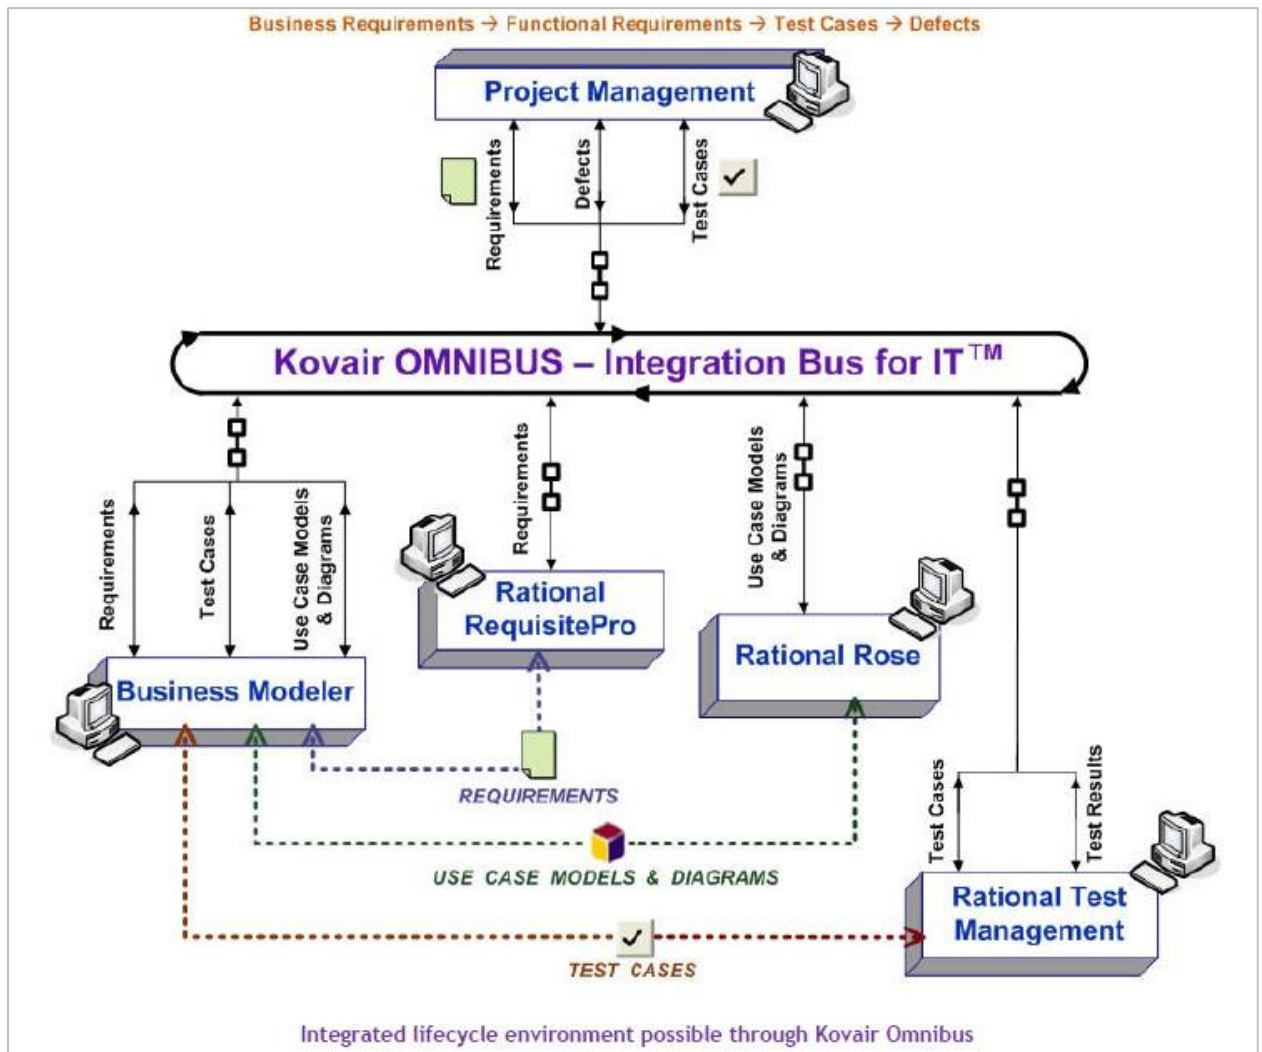 Business Requirements → Functional Requirements → Test Cases → Defects
Project Management
Requirements
Defects
Test Cases
Kovair OMNIBUS – Integration Bus for IT™
Requirements
Test Cases
Use Case Models
& Diagrams
Requirements
Use Case Models
& Diagrams
Rational
RequisitePro
Rational Rose
Business Modeler
REQUIREMENTS
Test Cases
Test Results
USE CASE MODELS & DIAGRAMS
Rational Test
Management
TEST CASES
Integrated lifecycle environment possible through Kovair Omnibus